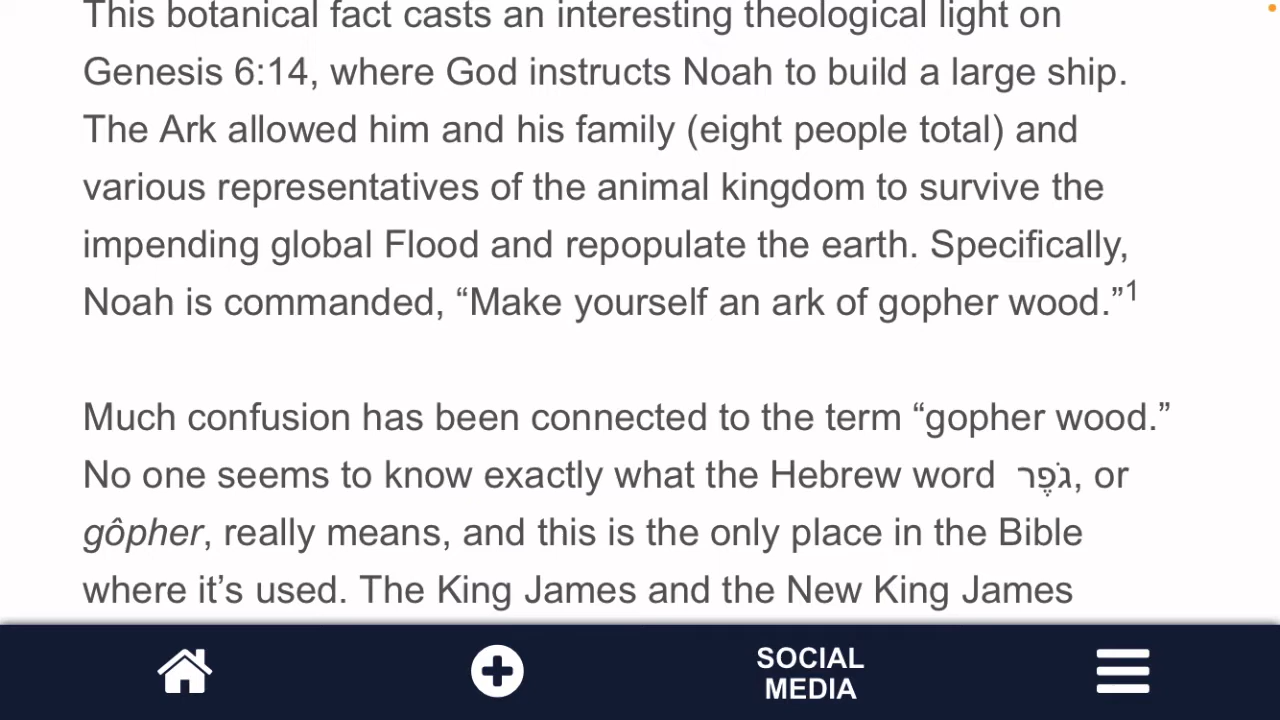 This botanical fact casts an interesting theological light on
Genesis 6:14, where God instructs Noah to build a large ship.
The Ark allowed him and his family (eight people total) and
various representatives of the animal kingdom to survive the
impending global Flood and repopulate the earth. Specifically,
Noah is commanded, “Make yourself an ark of gopher wood.”1
Much confusion has been connected to the term “gopher wood.”
No one seems to know exactly what the Hebrew word גֹפֶר, or
gôpher, really means, and this is the only place in the Bible
where it’s used. The King James and the New King James
SOCIAL
MEDIA